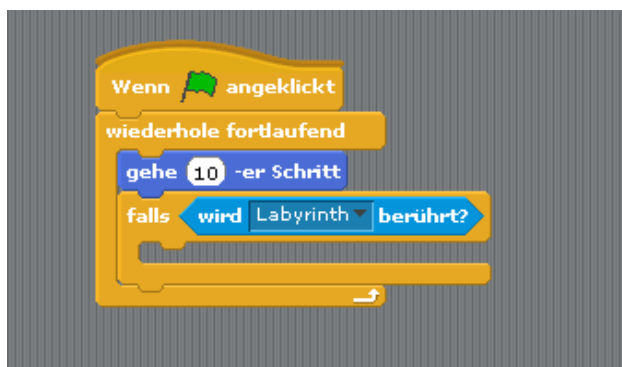 Wenn angeklickt
wiederhole fortlaufend
gehe 10 -er Schritt
falls wird Labyrinth berührt?